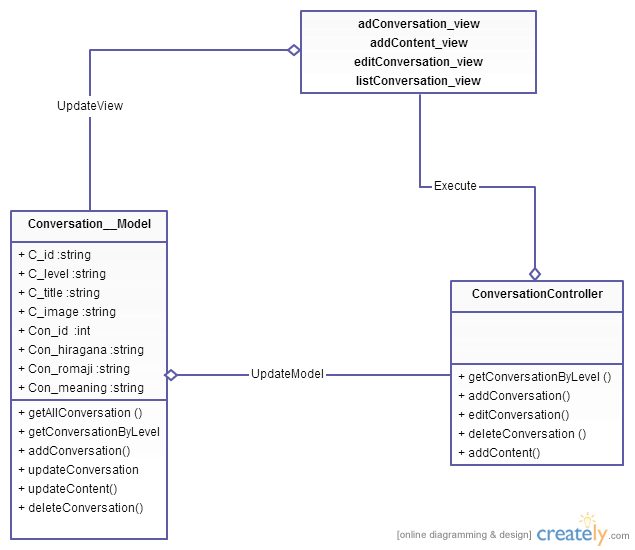 adConversation_view
addContent_view
editConversation_view
listConversation_view
UpdateView
Execute
Conversation__Model
+ C_id :string
+ C_level :string
+ C_title :string
+ C_image :string
+ Con_id :int
+ Con_hiragana :string
+ Con_romaji :string
+ Con_meaning :string
+ getAllConversation ()
+ getConversationByLevel
+ addConversation()
+ updateConversation
+ updateContent()
+ deleteConversation()
UpdateModel
ConversationController
+ getConversationByLevel ()
+ addConversation()
+ editConversation()
+ deleteConversation ()
+ addContent()
[online diagramming & design] creately.com